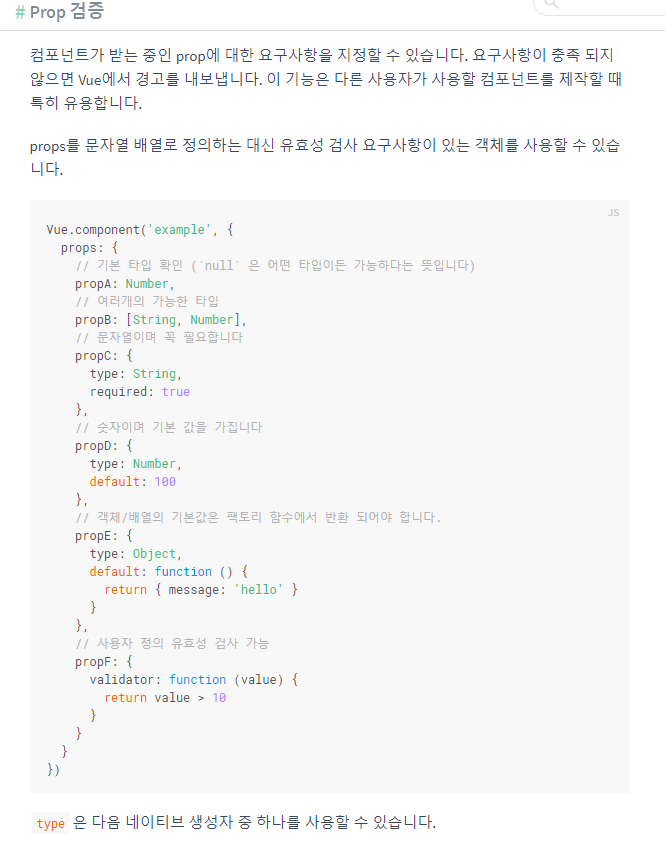 # Prop 검증
컴포넌트가 받는 중인 prop에 대한 요구사항을 지정할 수 있습니다. 요구사항이 충족 되지
않으면 Vue에서 경고를 내보냅니다. 이 기능은 다른 사용자가 사용할 컴포넌트를 제작할 때
특히 유용합니다.
props를 문자열 배열로 정의하는 대신 유효성 검사 요구사항이 있는 객체를 사용할 수 있습
니다.
JS
Vue.component('example', {
  props: {
    // 기본 타입 확인 (`null` 은 어떤 타입이든 가능하다는 뜻입니다)
    propA: Number,
    // 여러개의 가능한 타입
    propB: [String, Number],
    // 문자열이며 꼭 필요합니다
    propC: {
      type: String,
      required: true
    },
    // 숫자이며 기본 값을 가집니다
    propD: {
      type: Number,
      default: 100
    },
    // 객체/배열의 기본값은 팩토리 함수에서 반환 되어야 합니다.
    propE: {
      type: Object,
      default: function () {
        return { message: 'hello' }
      }
    },
    // 사용자 정의 유효성 검사 가능
    propF: {
      validator: function (value) {
        return value > 10
      }
    }
  }
})
type 은 다음 네이티브 생성자 중 하나를 사용할 수 있습니다.